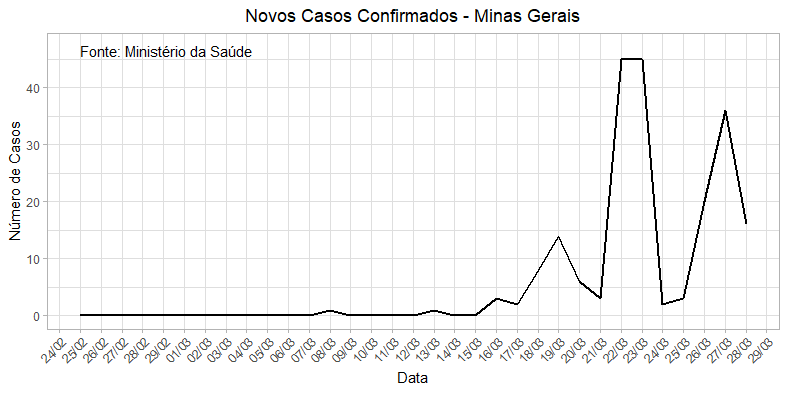 Novos Casos Confirmados - Minas Gerais
Fonte: Ministério da Saúde
Número de Casos
40
30
20
10
0
24/02 25/02 26/02 27/02 28/02 29/02 01/03 02/03 03/03 04/03 05/03 06/03 07/03 08/03 09/03 10/03 11/03 12/03 13/03 14/03 15/03 16/03 17/03 18/03 19/03 20/03 21/03 22/03 23/03 24/03 25/03 26/03 27/03 28/03 29/03
Data